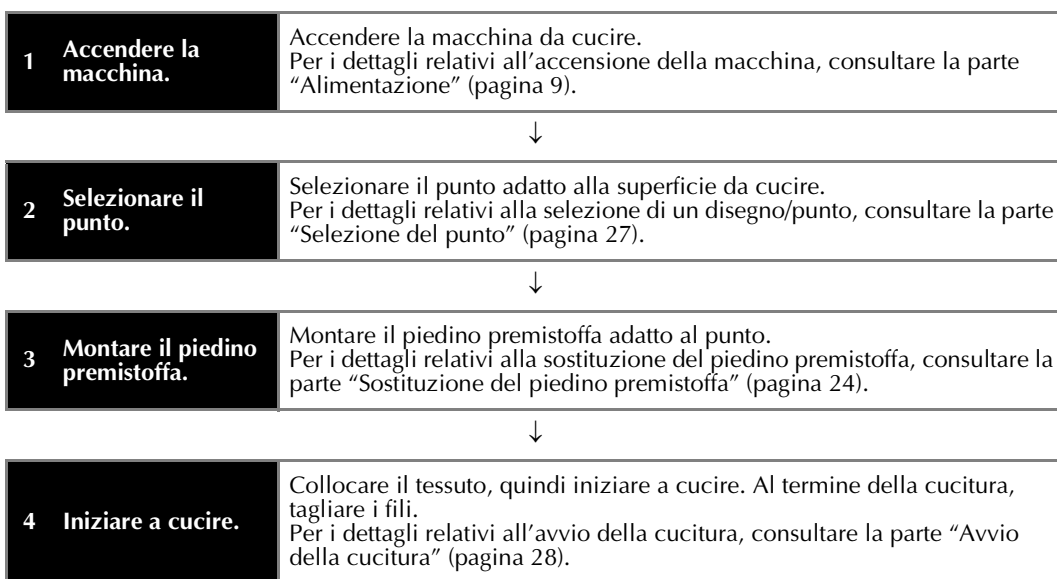 1 Accendere la
macchina.
Accendere la macchina da cucire.
Per i dettagli relativi all'accensione della macchina, consultare la parte
“Alimentazione” (pagina 9).
↓
2 Selezionare il
punto.
Selezionare il punto adatto alla superficie da cucire.
Per i dettagli relativi alla selezione di un disegno/punto, consultare la parte
“Selezione del punto” (pagina 27).
↓
3 Montare il piedino
premistoffa.
Montare il piedino premistoffa adatto al punto.
Per i dettagli relativi alla sostituzione del piedino premistoffa, consultare la
parte “Sostituzione del piedino premistoffa” (pagina 24).
↓
4 Iniziare a cucire.
Collocare il tessuto, quindi iniziare a cucire. Al termine della cucitura,
tagliare i fili.
Per i dettagli relativi all'avvio della cucitura, consultare la parte “Avvio
della cucitura” (pagina 28).